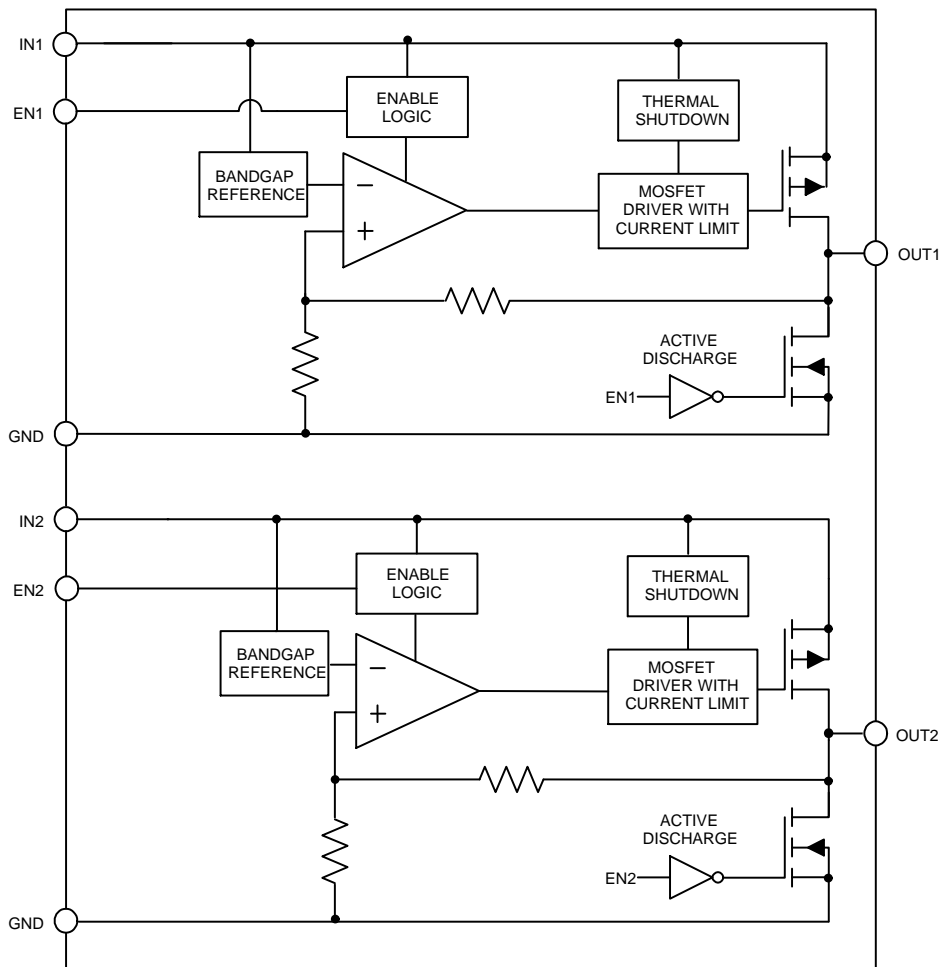 IN1
EN1
ENABLE
LOGIC
THERMAL
SHUTDOWN
BANDGAP
REFERENCE
−
+
MOSFET
DRIVER WITH
CURRENT LIMIT
OUT1
ACTIVE
DISCHARGE
EN1
GND
IN2
EN2
ENABLE
LOGIC
THERMAL
SHUTDOWN
BANDGAP
REFERENCE
−
+
MOSFET
DRIVER WITH
CURRENT LIMIT
OUT2
ACTIVE
DISCHARGE
EN2
GND